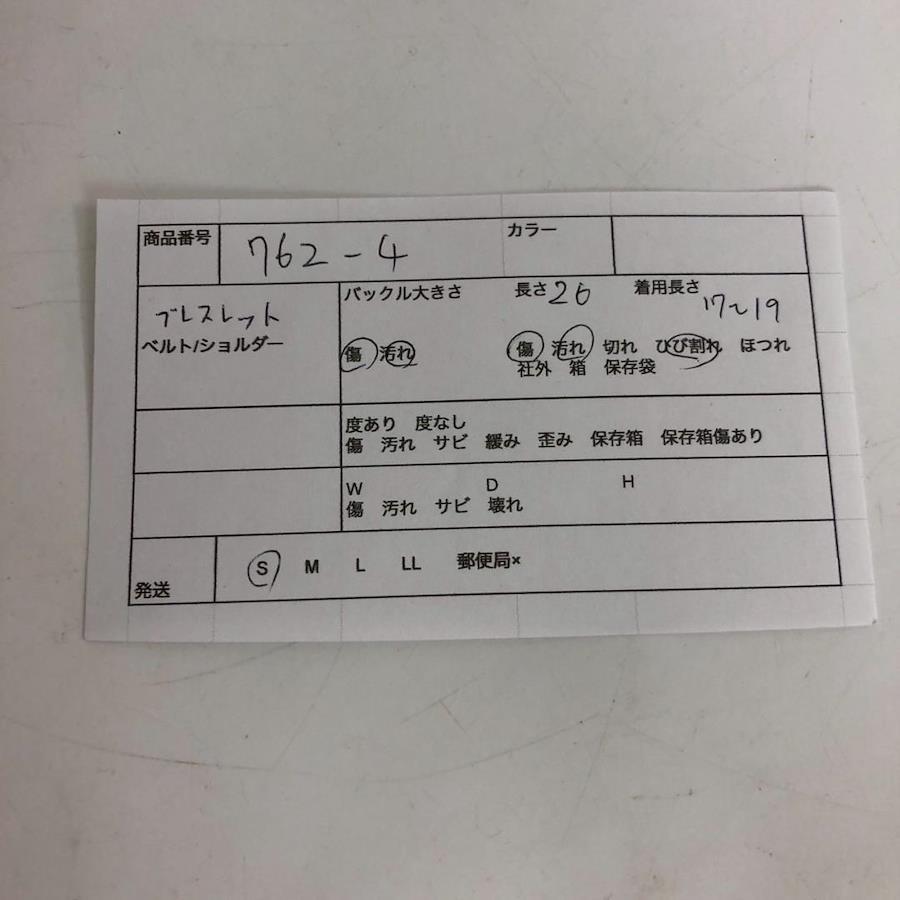 商品番号 762-4 カラー
ブレスレット バックル大きさ 長さ 26 着用長さ 17~19
ベルト/ショルダー 傷 汚れ 傷 汚れ 切れ ひび割れ ほつれ
社外 箱 保存袋
度あり 度なし
傷 汚れ サビ 緩み 歪み 保存箱 保存箱傷あり
W D H
傷 汚れ サビ 壊れ
発送 S M L LL 郵便局×